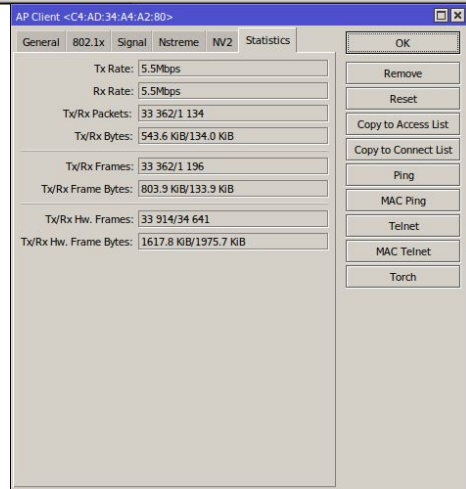 AP Client <C4:AD:34:A4:A2:80>
General 802.1x Signal Nstreme NV2 Statistics
Tx Rate: 5.5Mbps
Rx Rate: 5.5Mbps
Tx/Rx Packets: 33 362/1 134
Tx/Rx Bytes: 543.6 KiB/134.0 KiB
Tx/Rx Frames: 33 362/1 196
Tx/Rx Frame Bytes: 803.9 KiB/133.9 KiB
Tx/Rx Hw. Frames: 33 914/34 641
Tx/Rx Hw. Frame Bytes: 1617.8 KiB/1975.7 KiB
OK
Remove
Reset
Copy to Access List
Copy to Connect List
Ping
MAC Ping
Telnet
MAC Telnet
Torch